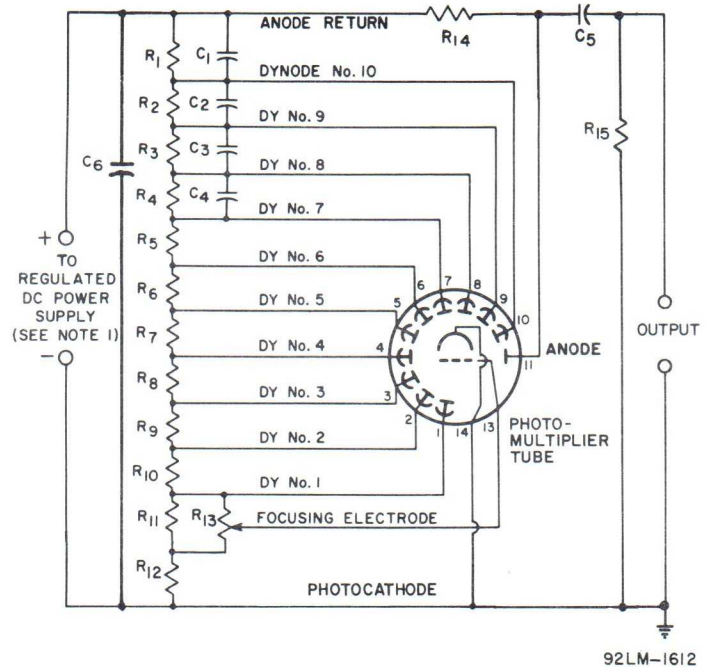 ANODE RETURN
R14
C5
R1
C1
DYNODE No. 10
R2
C2
DY No. 9
R15
R3
C3
DY No. 8
C6
R4
C4
DY No. 7
R5
+
TO
REGULATED
DC POWER
SUPPLY
(SEE NOTE 1)
–
DY No. 6
R6
DY No. 5
R7
DY No. 4
R8
DY No. 3
R9
DY No. 2
R10
DY No. 1
R11
R13
FOCUSING ELECTRODE
R12
PHOTOCATHODE
1
2
3
4
5
6
7
8
9
10
11
13
14
ANODE
PHOTO-
MULTIPLIER
TUBE
OUTPUT
92LM-1612